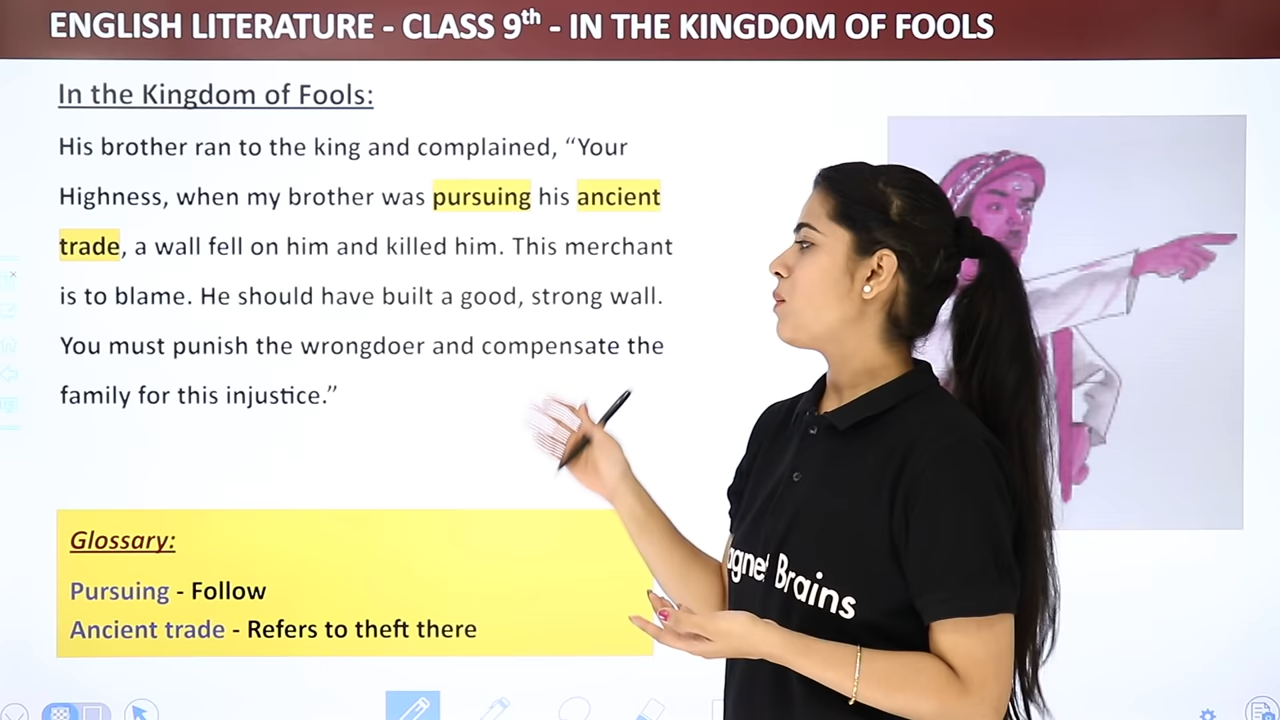 ENGLISH LITERATURE - CLASS 9th - IN THE KINGDOM OF FOOLS
In the Kingdom of Fools:
His brother ran to the king and complained, “Your
Highness, when my brother was pursuing his ancient
trade, a wall fell on him and killed him. This merchant
is to blame. He should have built a good, strong wall.
You must punish the wrongdoer and compensate the
family for this injustice.”
Glossary:
Pursuing - Follow
Ancient trade - Refers to theft there
agnet Brains